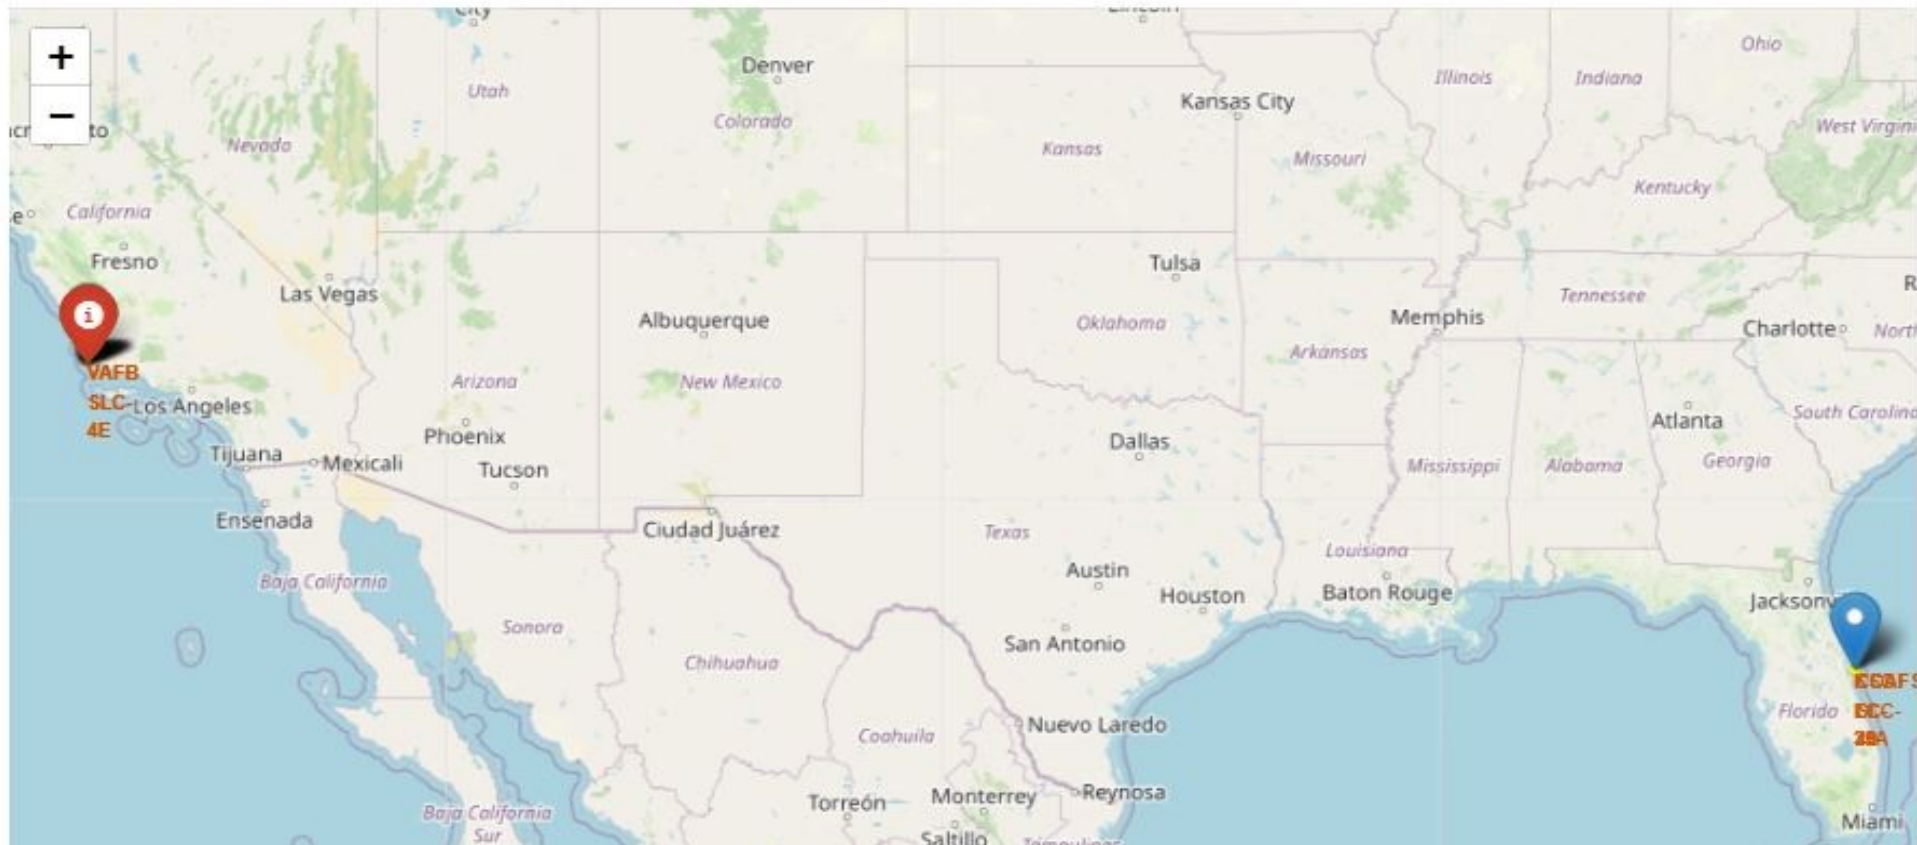 +
−
Denver
Utah
Ohio
Illinois
Indiana
Colorado
Kansas City
West Virgini
Nevada
Kansas
Missouri
Kentucky
California
Fresno
Tulsa
Las Vegas
Tennessee
i
Albuquerque
Oklahoma
Memphis
Charlotte
Nort
Arkansas
VAFB
SLC-
4E
Arizona
New Mexico
Los Angeles
Atlanta
South Carolina
Phoenix
Dallas
Tijuana
Mexicali
Tucson
Mississippi
Alabama
Georgia
Ensenada
Ciudad Juárez
Texas
Louisiana
Baja California
Austin
Houston
Baton Rouge
Jacksonv
Sonora
San Antonio
Chihuahua
Florida
Nuevo Laredo
Coahuila
Torreón
Monterrey
Reynosa
Baja California
Sur
Miami
Saltillo